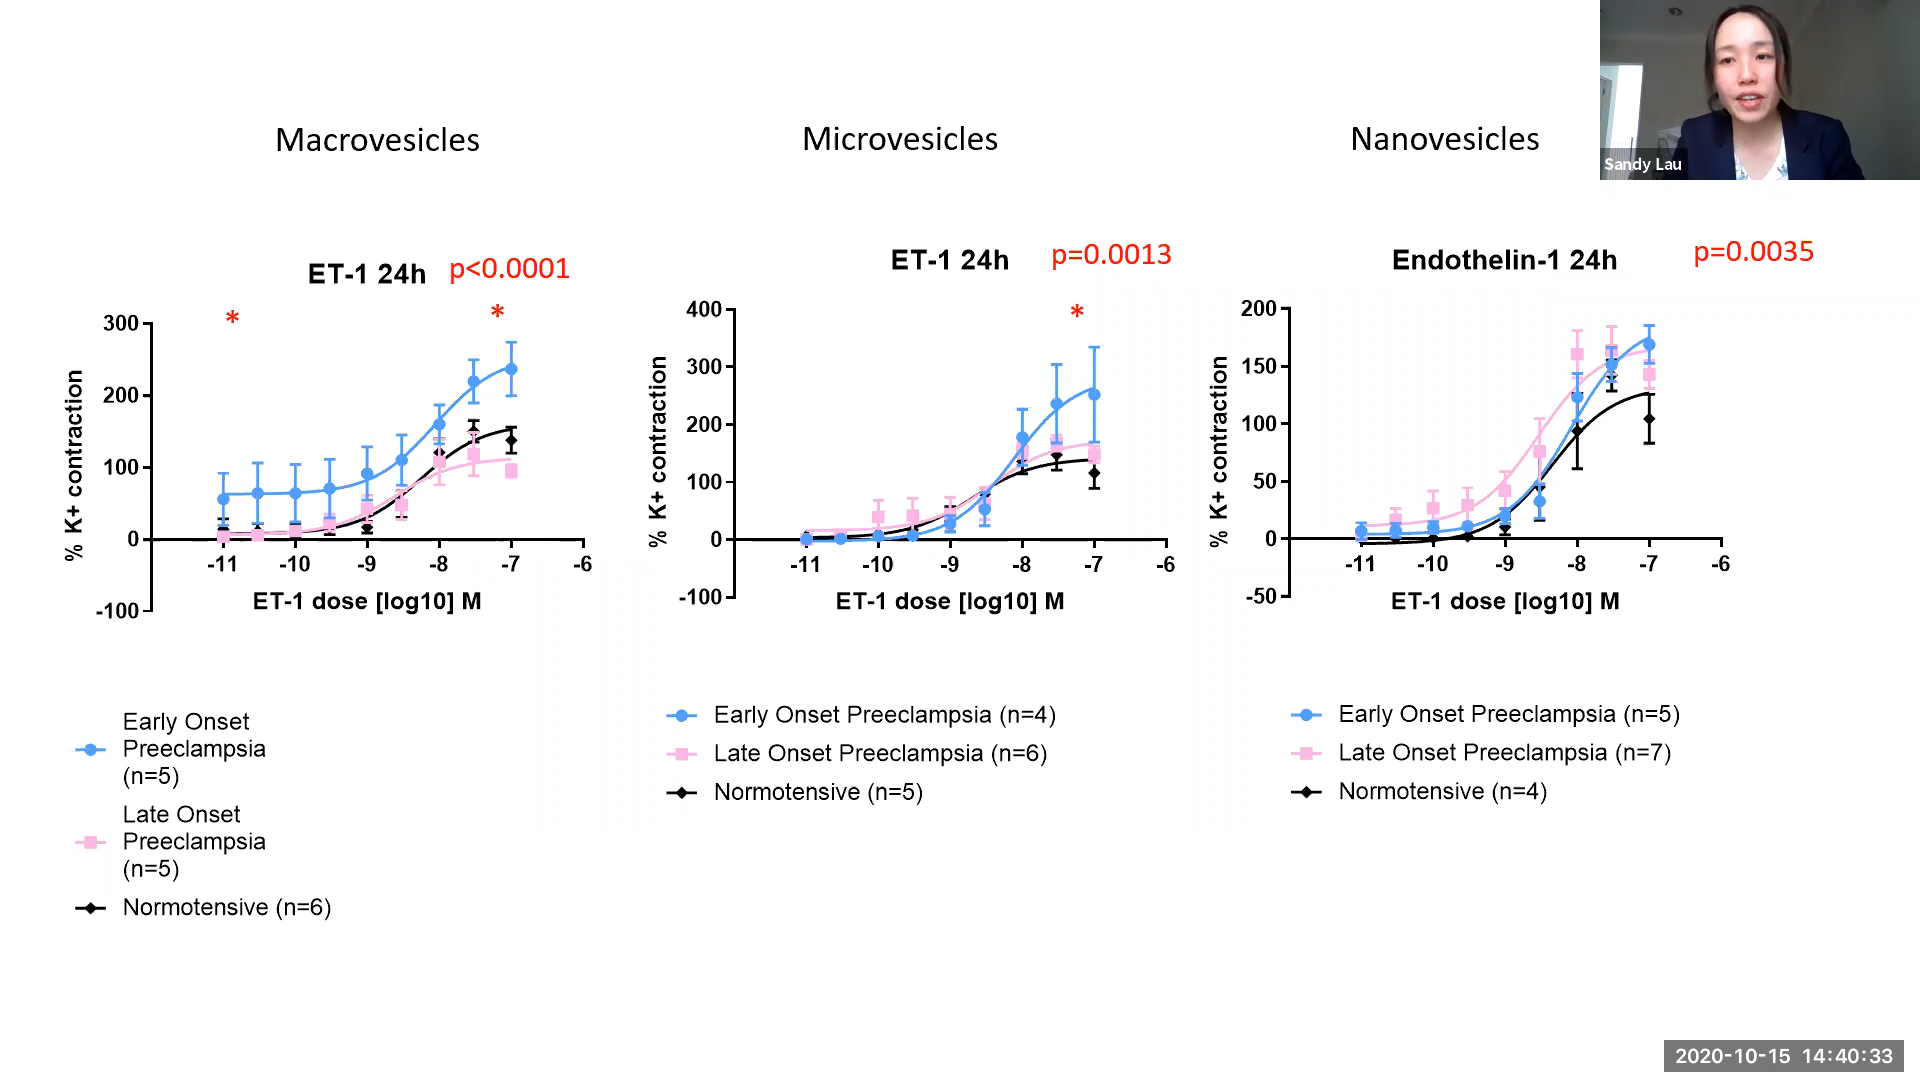 Sandy Lau
Macrovesicles
Microvesicles
Nanovesicles
ET-1 24h
p<0.0001
*
*
300
200
100
0
-100
% K+ contraction
-11
-10
-9
-8
-7
-6
ET-1 dose [log10] M
Early Onset
Preeclampsia
(n=5)
Late Onset
Preeclampsia
(n=5)
Normotensive (n=6)
ET-1 24h
p=0.0013
*
400
300
200
100
0
-100
% K+ contraction
-11
-10
-9
-8
-7
-6
ET-1 dose [log10] M
Early Onset Preeclampsia (n=4)
Late Onset Preeclampsia (n=6)
Normotensive (n=5)
Endothelin-1 24h
p=0.0035
200
150
100
50
0
-50
% K+ contraction
-11
-10
-9
-8
-7
-6
ET-1 dose [log10] M
Early Onset Preeclampsia (n=5)
Late Onset Preeclampsia (n=7)
Normotensive (n=4)
2020-10-15 14:40:33